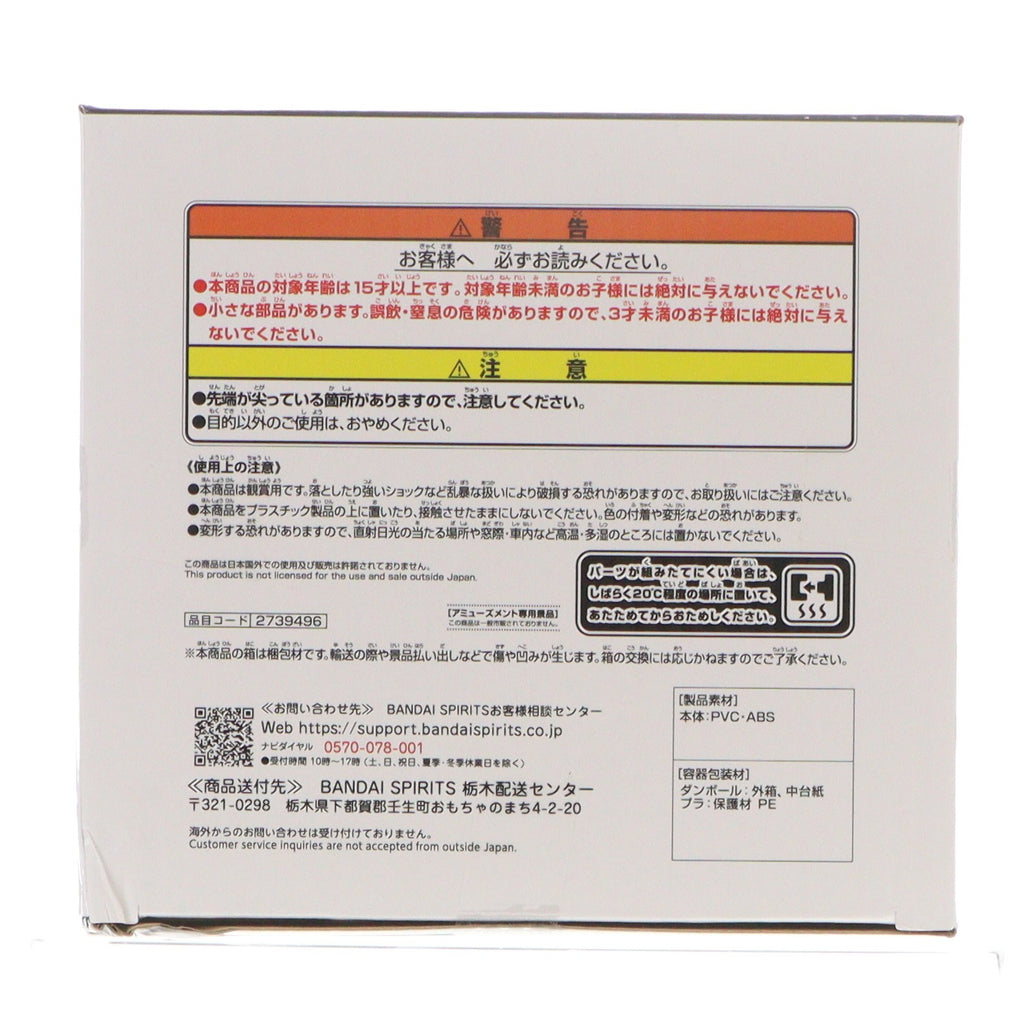 ⚠警告
お客様へ 必ずお読みください。
●本商品の対象年齢は15才以上です。対象年齢未満のお子様には絶対に与えないでください。
●小さな部品があります。誤飲・窒息の危険がありますので、3才未満のお子様には絶対に与え
ないでください。
⚠注意
●先端が尖っている箇所がありますので、注意してください。
●目的以外のご使用は、おやめください。
《使用上の注意》
●本商品は観賞用です。落としたり強いショックなど乱暴な扱いにより破損する恐れがありますので、お取り扱いにはご注意ください。
●本商品をプラスチック製品の上に置いたり、接触させたままにしないでください。色の付着や変形などの恐れがあります。
●変形する恐れがありますので、直射日光の当たる場所や窓際・車内など高温・多湿のところには置かないでください。
この商品は日本国外での使用及び販売は許諾されておりません。
This product is not licensed for the use and sale outside Japan.
パーツが組みたてにくい場合は、
しばらく20℃程度の場所に置いて、
あたためてからおためしください。
品目コード 2739496
[アミューズメント専用景品]
この商品は一般市販されておりません。
※本商品の箱は梱包材です。輸送の際や景品払い出しなどで傷や凹みが生じます。箱の交換には応じかねますのでご了承ください。
≪お問い合わせ先≫ BANDAI SPIRITSお客様相談センター
Web https://support.bandaispirits.co.jp
ナビダイヤル 0570-078-001
●受付時間 10時〜17時(土、日、祝日、夏季・冬季休業日を除く)
≪商品送付先≫ BANDAI SPIRITS 栃木配送センター
〒321-0298 栃木県下都賀郡壬生町おもちゃのまち4-2-20
海外からのお問い合わせは受け付けておりません。
Customer service inquiries are not accepted from outside Japan.
[製品素材]
本体:PVC・ABS
[容器包装材]
ダンボール:外箱、中台紙
プラ:保護材 PE